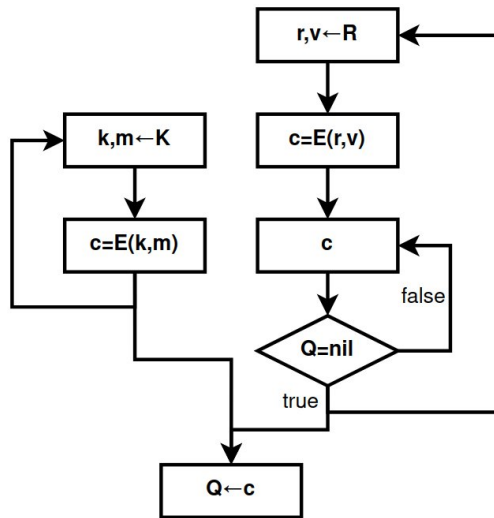 r,v←R
k,m←K
c=E(r,v)
c=E(k,m)
c
false
Q=nil
true
Q←c